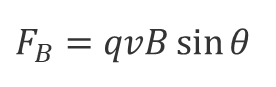 F_B = qvB sin θ